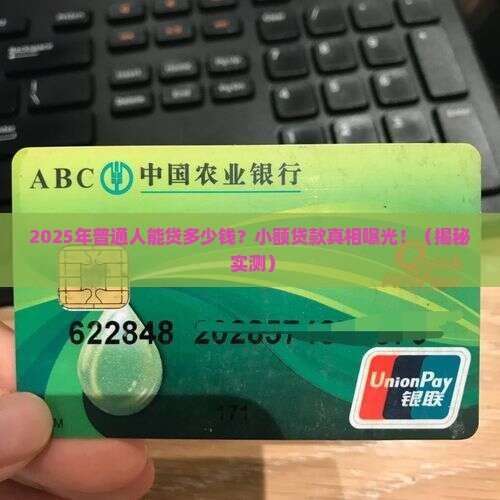 ABC 中国农业银行
2025年普通人能贷多少钱？小额贷款真相曝光！（揭秘
实测）
622848
171
UnionPay
银联